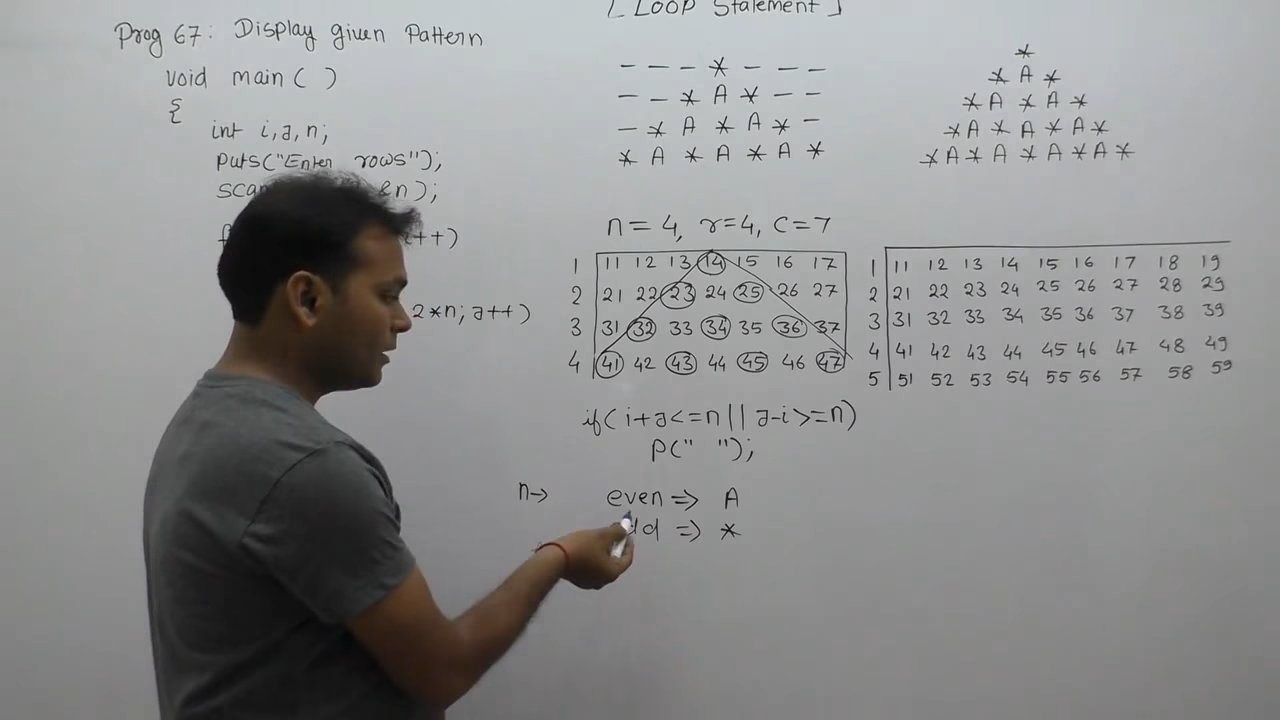 [ LOOP Statement ]
Prog 67: Display given Pattern
void main ( )
{
int i,j,n;
puts("Enter rows");
&n);
i++)
2*n; j++)
- - - * - - -
- - * A * - -
- * A * A * -
* A * A * A *
*
* A *
* A * A *
* A * A * A *
* A * A * A * A *
n=4, r=4, c=7
1 11 12 13 14 15 16 17
2 21 22 23 24 25 26 27
3 31 32 33 34 35 36 37
4 41 42 43 44 45 46 47
1 11 12 13 14 15 16 17 18 19
2 21 22 23 24 25 26 27 28 29
3 31 32 33 34 35 36 37 38 39
4 41 42 43 44 45 46 47 48 49
5 51 52 53 54 55 56 57 58 59
if( i+j<=n || j-i>=n)
P(" ");
n-> even => A
=> *